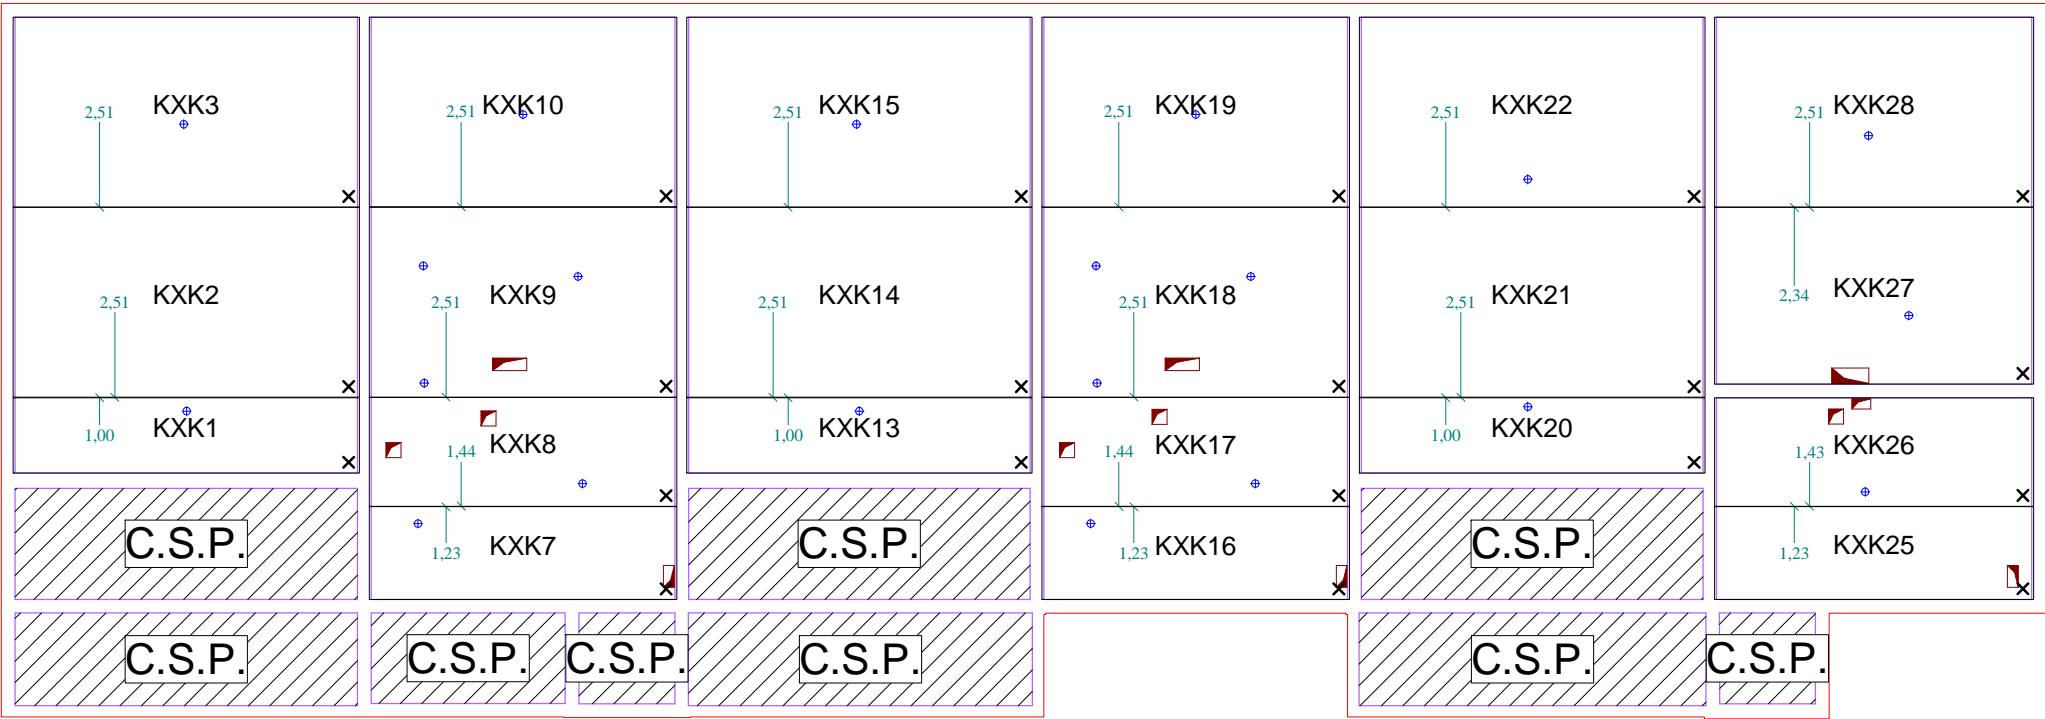 2,51 KXK3
2,51 KXK10
2,51 KXK15
2,51 KXK19
2,51 KXK22
2,51 KXK28
2,51 KXK2
2,51 KXK9
2,51 KXK14
2,51 KXK18
2,51 KXK21
2,34 KXK27
1,00 KXK1
1,44 KXK8
1,00 KXK13
1,44 KXK17
1,00 KXK20
1,43 KXK26
C.S.P.
1,23 KXK7
C.S.P.
1,23 KXK16
C.S.P.
1,23 KXK25
C.S.P.
C.S.P.
C.S.P.
C.S.P.
C.S.P.
C.S.P.